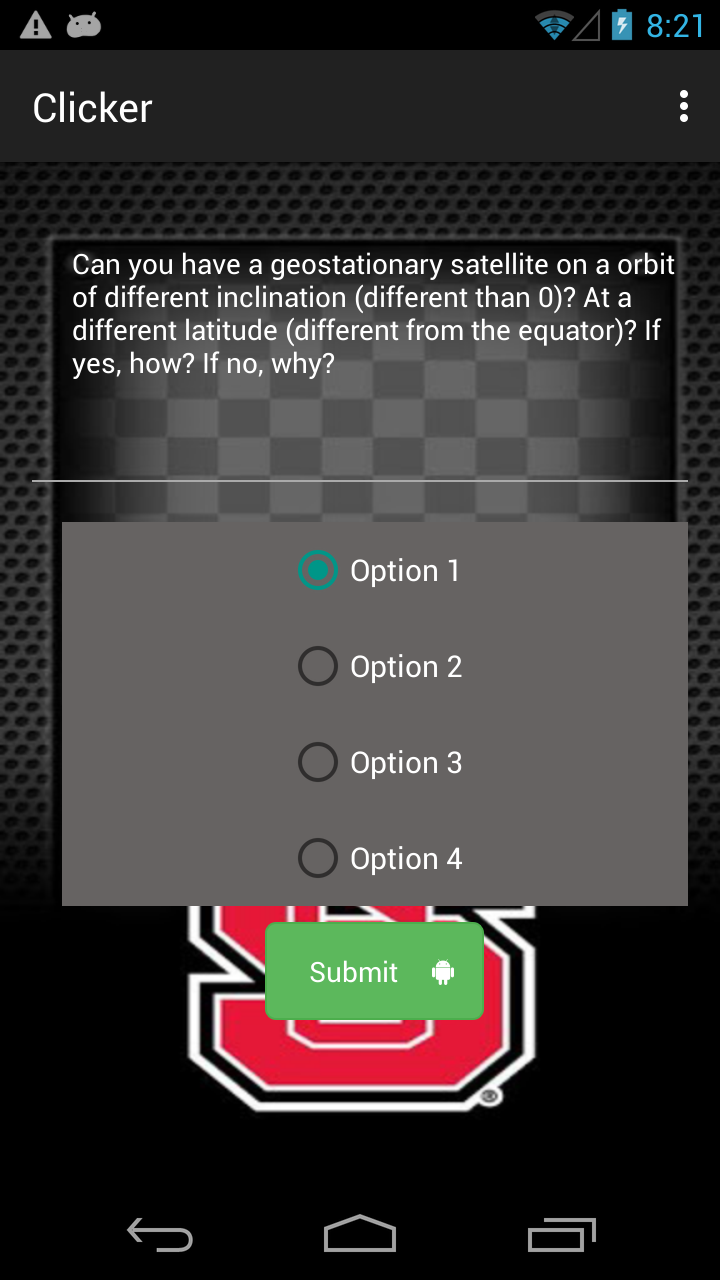 8:21
Clicker
Can you have a geostationary satellite on a orbit
of different inclination (different than 0)? At a
different latitude (different from the equator)? If
yes, how? If no, why?
Option 1
Option 2
Option 3
Option 4
Submit